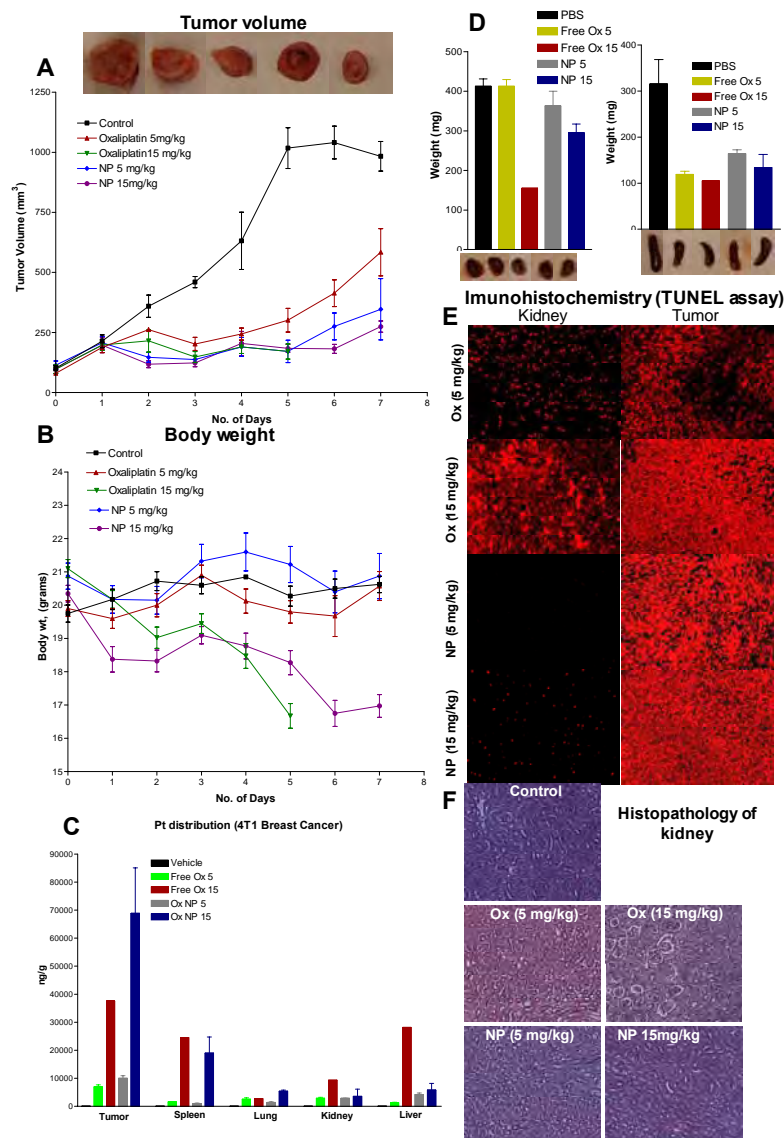 Tumor volume
A
1250
1000
750
500
250
0
Tumor Volume (mm3)
Control
Oxaliplatin 5mg/kg
Oxaliplatin15 mg/kg
NP 5 mg/kg
NP 15mg/kg
0 1 2 3 4 5 6 7 8
No. of Days
B
Body weight
24
23
22
21
20
19
18
17
16
15
Body wt, (grams)
Control
Oxaliplatin 5 mg/kg
Oxaliplatin 15 mg/kg
NP 5 mg/kg
NP 15 mg/kg
0 1 2 3 4 5 6 7 8
No. of Days
C
Pt distribution (4T1 Breast Cancer)
90000
80000
70000
60000
50000
40000
30000
20000
10000
0
ng/g
Vehicle
Free Ox 5
Free Ox 15
Ox NP 5
Ox NP 15
Tumor Spleen Lung Kidney Liver
D
PBS
Free Ox 5
Free Ox 15
NP 5
NP 15
500
400
300
200
100
0
Weight (mg)
PBS
Free Ox 5
Free Ox 15
NP 5
NP 15
400
300
200
100
0
Weight (mg)
Imunohistochemistry (TUNEL assay)
E
Kidney Tumor
Ox (5 mg/kg)
Ox (15 mg/kg)
NP (5 mg/kg)
NP (15 mg/kg)
F
Control
Histopathology of
kidney
Ox (5 mg/kg) Ox (15 mg/kg)
NP (5 mg/kg) NP 15mg/kg